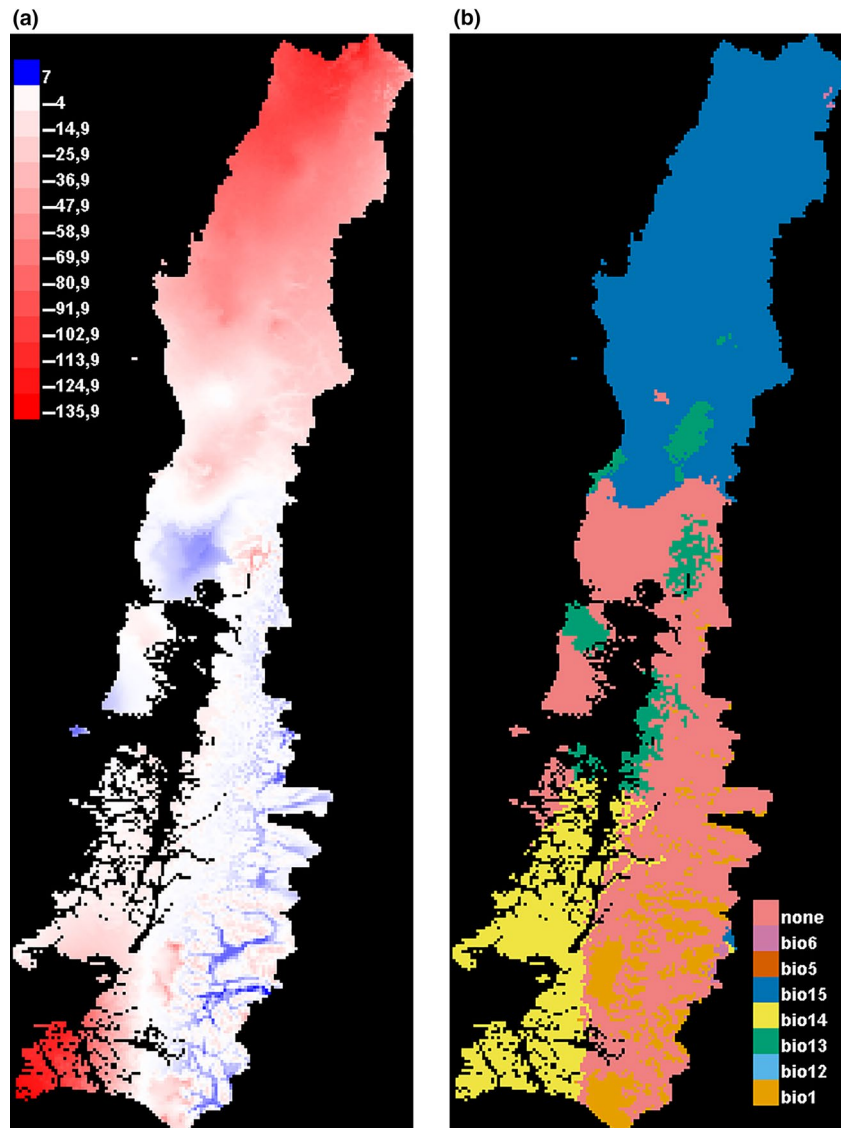 (a)
(b)
7
–4
–14,9
–25,9
–36,9
–47,9
–58,9
–69,9
–80,9
–91,9
–102,9
–113,9
–124,9
–135,9
none
bio6
bio5
bio15
bio14
bio13
bio12
bio1